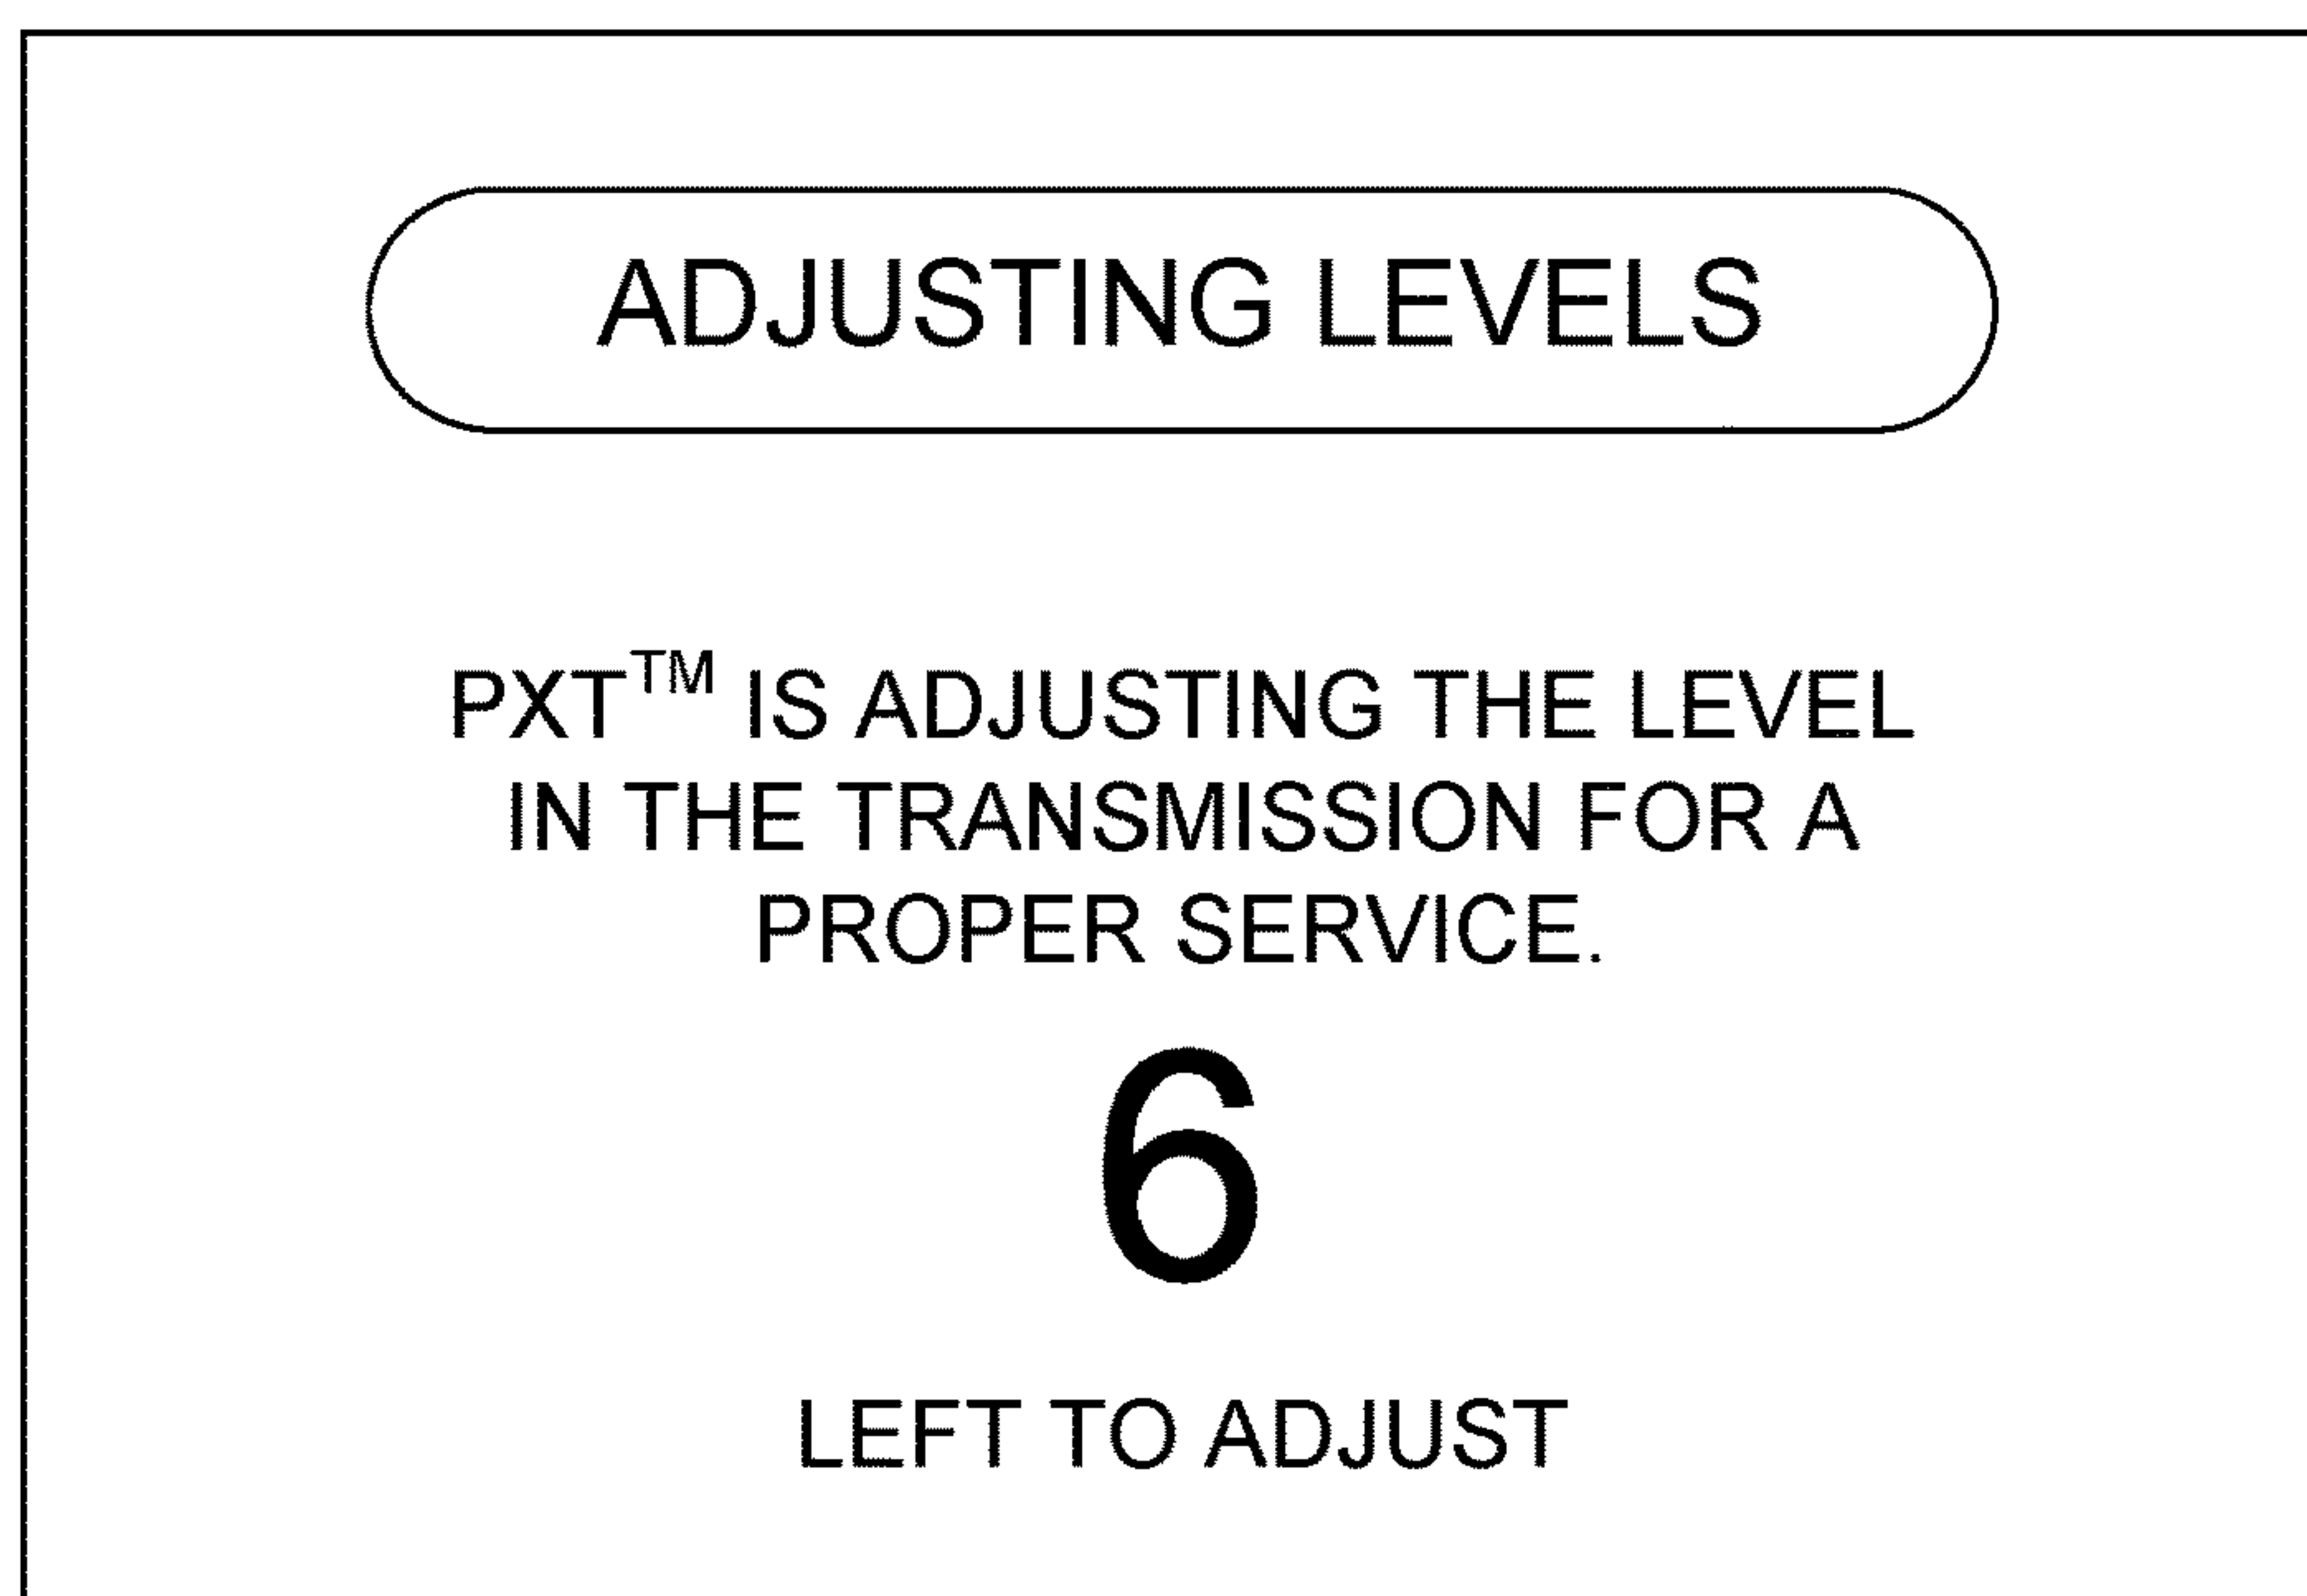 ADJUSTING LEVELS
PXT™ IS ADJUSTING THE LEVEL
IN THE TRANSMISSION FOR A
PROPER SERVICE.
6
LEFT TO ADJUST